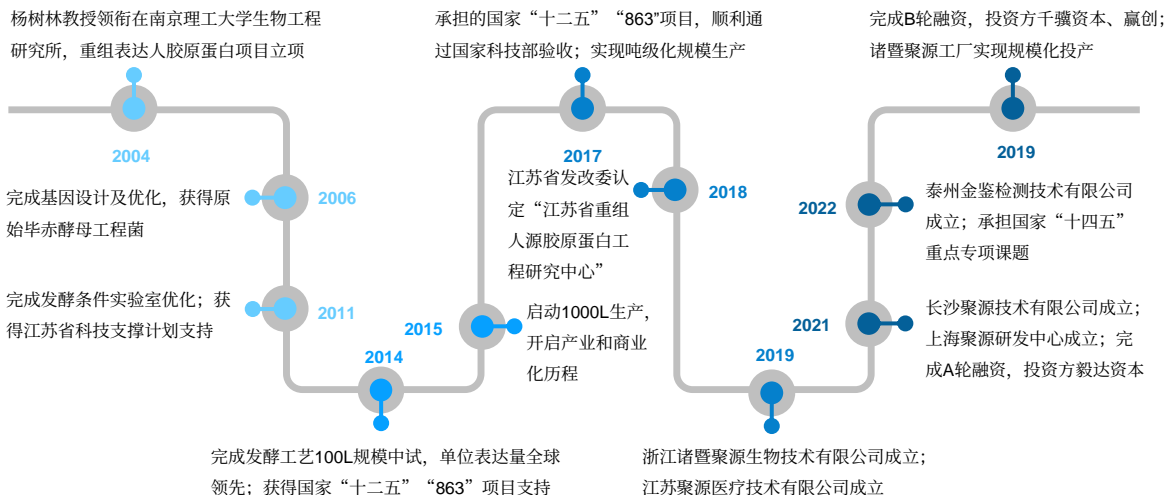 杨树林教授领衔在南京理工大学生物工程
研究所，重组表达人胶原蛋白项目立项
2004
完成基因设计及优化，获得原
始毕赤酵母工程菌
2006
完成发酵条件实验室优化；获
得江苏省科技支撑计划支持
2011
2014
完成发酵工艺100L规模中试，单位表达量全球
领先；获得国家“十二五”“863”项目支持
2015
启动1000L生产，
开启产业和商业
化历程
承担的国家“十二五”“863”项目，顺利通
过国家科技部验收；实现吨级化规模生产
2017
江苏省发改委认
定“江苏省重组
人源胶原蛋白工
程研究中心”
2018
2019
浙江诸暨聚源生物技术有限公司成立；
江苏聚源医疗技术有限公司成立
2021
长沙聚源技术有限公司成立；
上海聚源研发中心成立；完
成A轮融资，投资方毅达资本
2022
泰州金鉴检测技术有限公司
成立；承担国家“十四五”
重点专项课题
完成B轮融资，投资方千骥资本、赢创；
诸暨聚源工厂实现规模化投产
2019